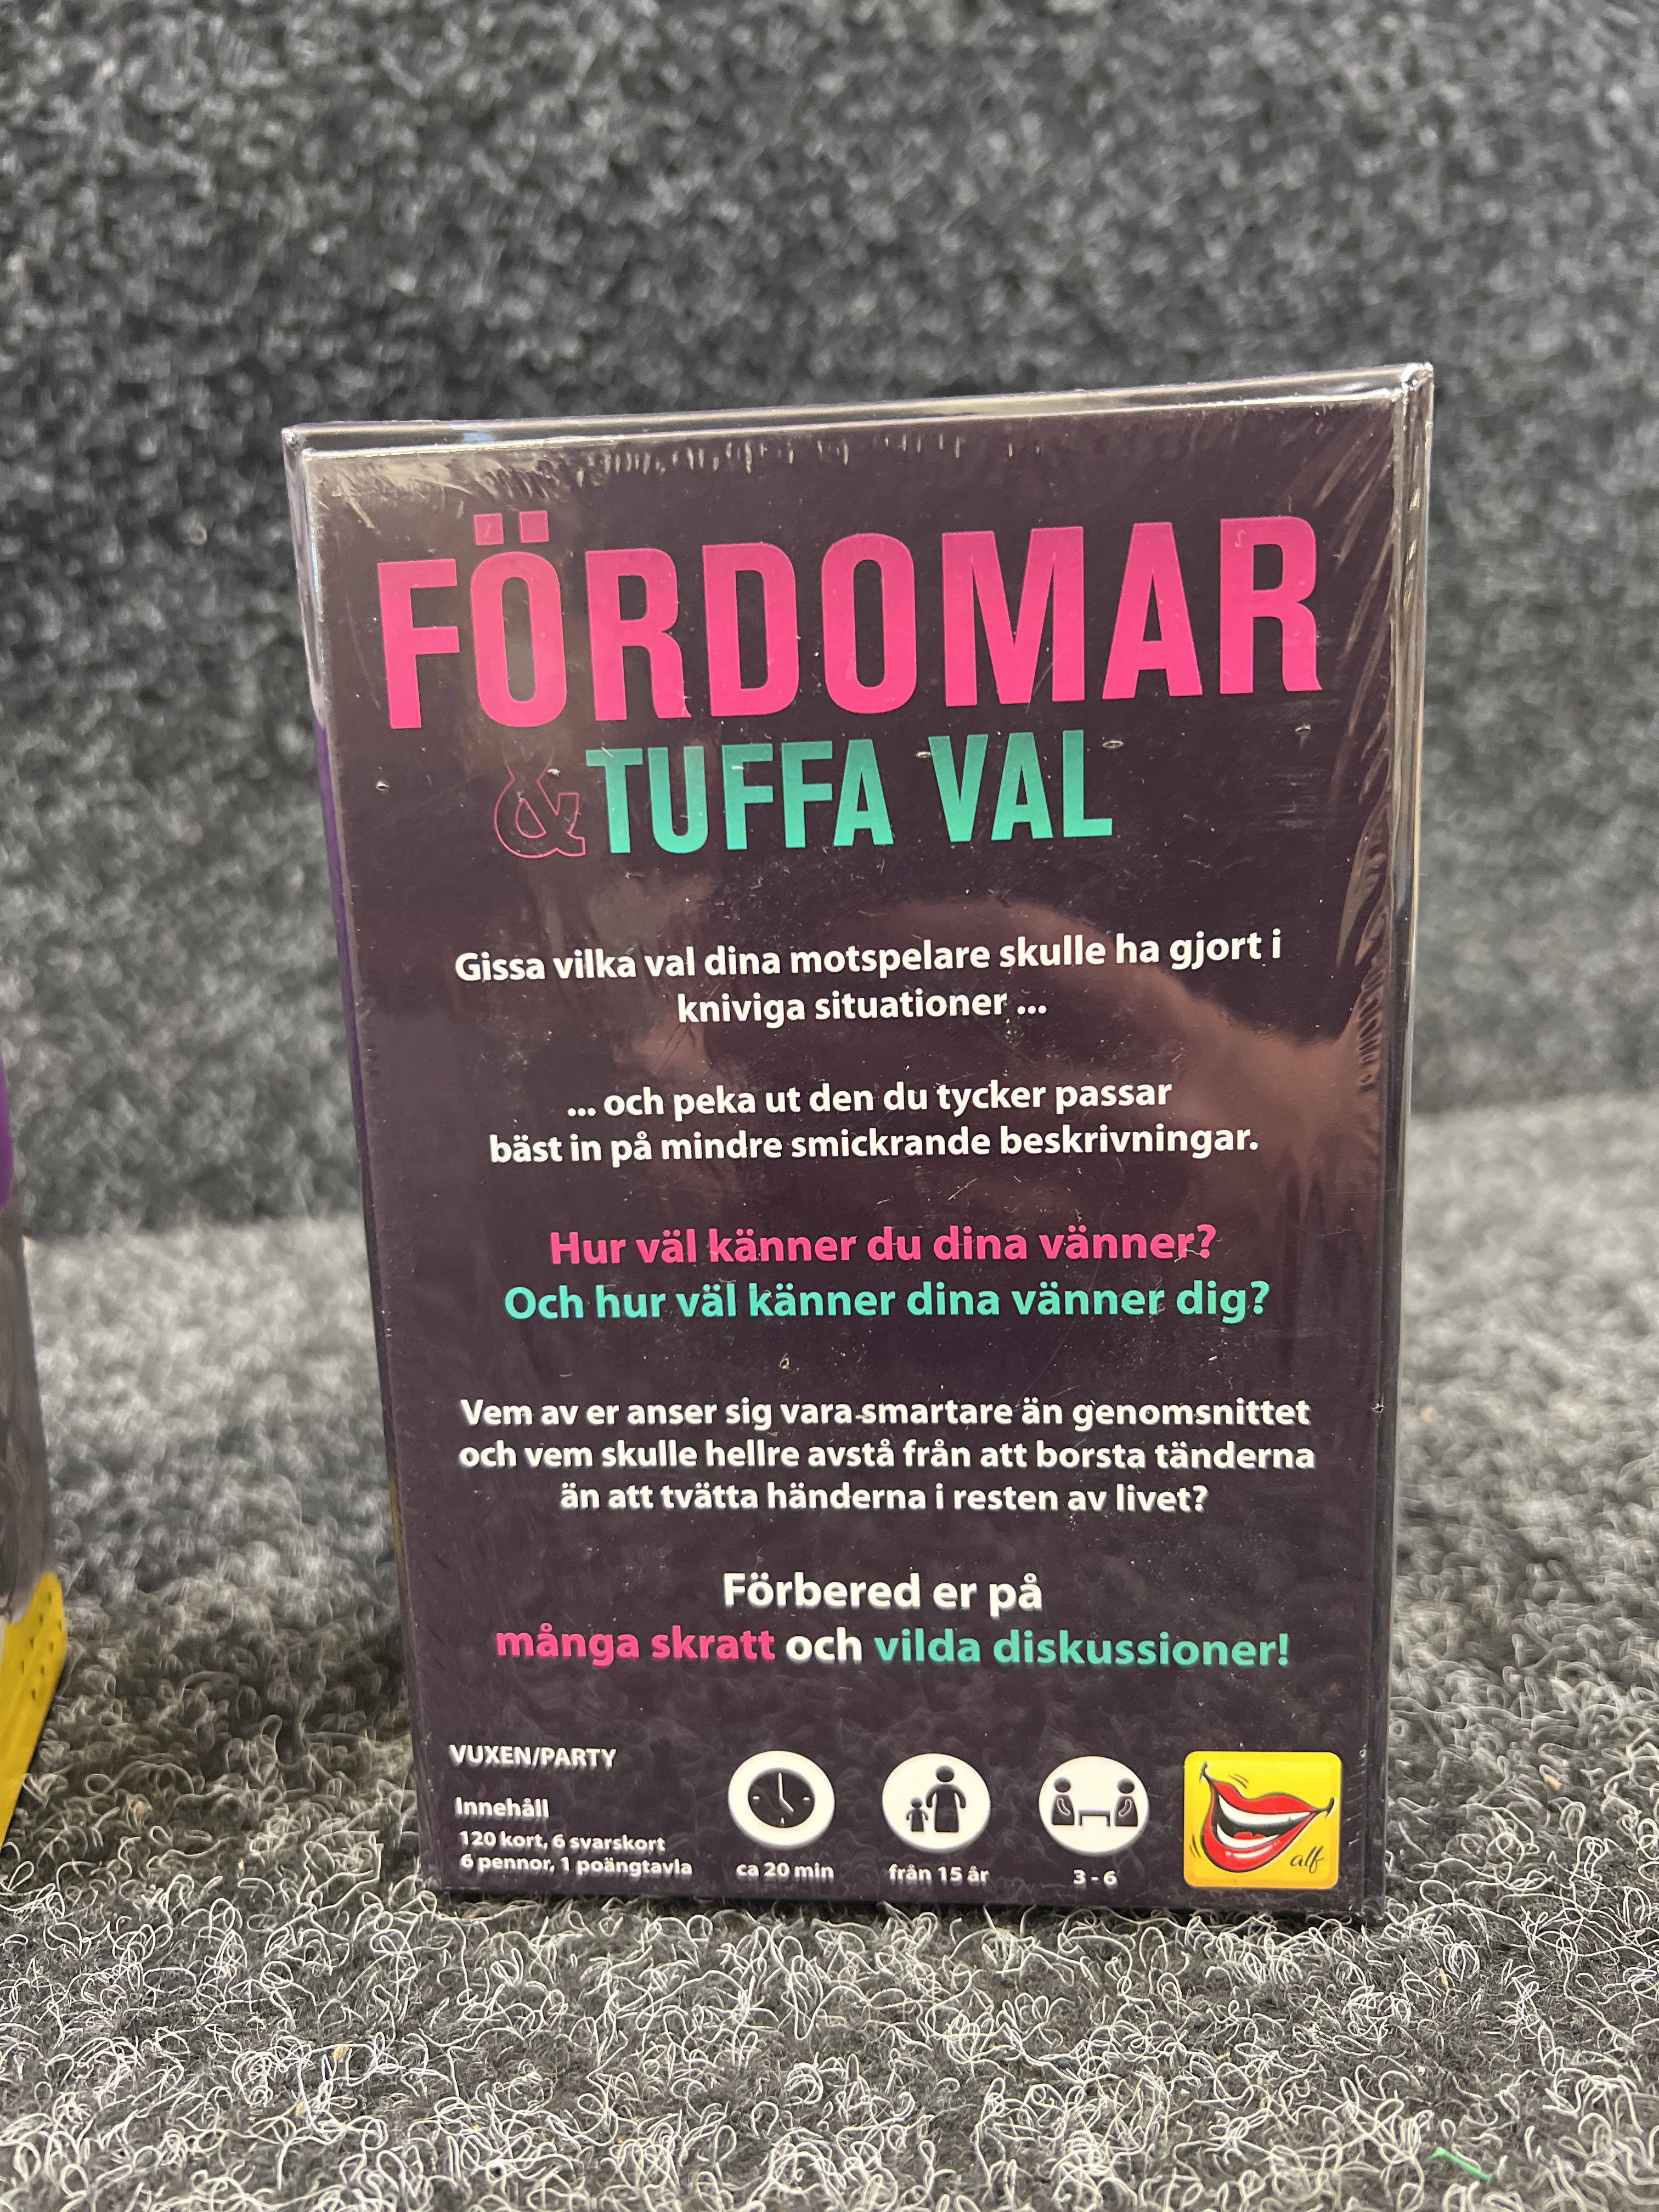 FÖRDOMAR
& TUFFA VAL
Gissa vilka val dina motspelare skulle ha gjort i
kniviga situationer ...
... och peka ut den du tycker passar
bäst in på mindre smickrande beskrivningar.
Hur väl känner du dina vänner?
Och hur väl känner dina vänner dig?
Vem av er anser sig vara smartare än genomsnittet
och vem skulle hellre avstå från att borsta tänderna
än att tvätta händerna i resten av livet?
Förbered er på
många skratt och vilda diskussioner!
VUXEN/PARTY
Innehåll
120 kort, 6 svarskort
6 pennor, 1 poängtavla
ca 20 min
från 15 år
3 - 6
alf